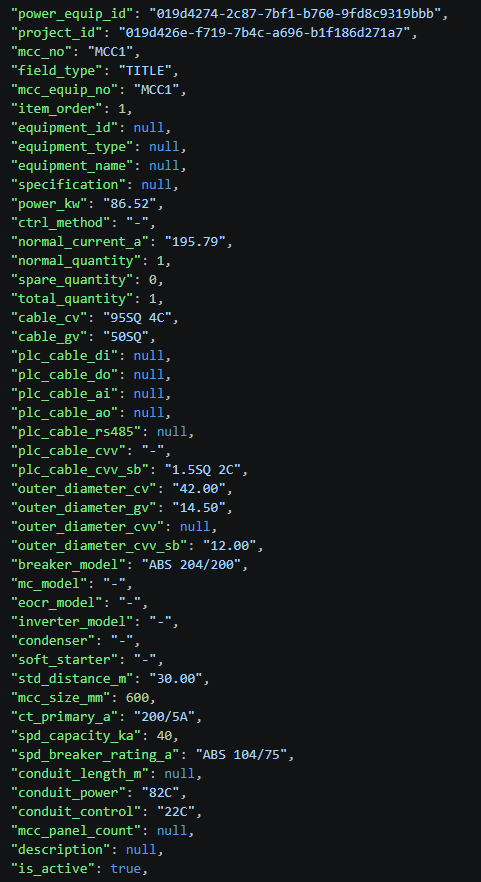 "power_equip_id": "019d4274-2c87-7bf1-b760-9fd8c9319bbb",
"project_id": "019d426e-f719-7b4c-a696-b1f186d271a7",
"mcc_no": "MCC1",
"field_type": "TITLE",
"mcc_equip_no": "MCC1",
"item_order": 1,
"equipment_id": null,
"equipment_type": null,
"equipment_name": null,
"specification": null,
"power_kw": "86.52",
"ctrl_method": "-",
"normal_current_a": "195.79",
"normal_quantity": 1,
"spare_quantity": 0,
"total_quantity": 1,
"cable_cv": "95SQ 4C",
"cable_gv": "50SQ",
"plc_cable_di": null,
"plc_cable_do": null,
"plc_cable_ai": null,
"plc_cable_ao": null,
"plc_cable_rs485": null,
"plc_cable_cvv": "-",
"plc_cable_cvv_sb": "1.5SQ 2C",
"outer_diameter_cv": "42.00",
"outer_diameter_gv": "14.50",
"outer_diameter_cvv": null,
"outer_diameter_cvv_sb": "12.00",
"breaker_model": "ABS 204/200",
"mc_model": "-",
"eocr_model": "-",
"inverter_model": "-",
"condenser": "-",
"soft_starter": "-",
"std_distance_m": "30.00",
"mcc_size_mm": 600,
"ct_primary_a": "200/5A",
"spd_capacity_ka": 40,
"spd_breaker_rating_a": "ABS 104/75",
"conduit_length_m": null,
"conduit_power": "82C",
"conduit_control": "22C",
"mcc_panel_count": null,
"description": null,
"is_active": true,